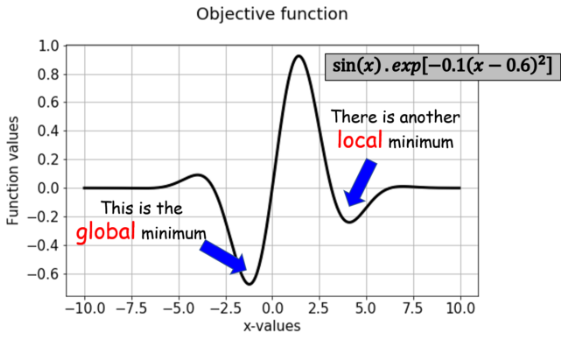 Objective function
sin(x).exp[−0.1(x − 0.6)²]
There is another
local minimum
This is the
global minimum
Function values
1.0
0.8
0.6
0.4
0.2
0.0
−0.2
−0.4
−0.6
−10.0 −7.5 −5.0 −2.5 0.0 2.5 5.0 7.5 10.0
x-values